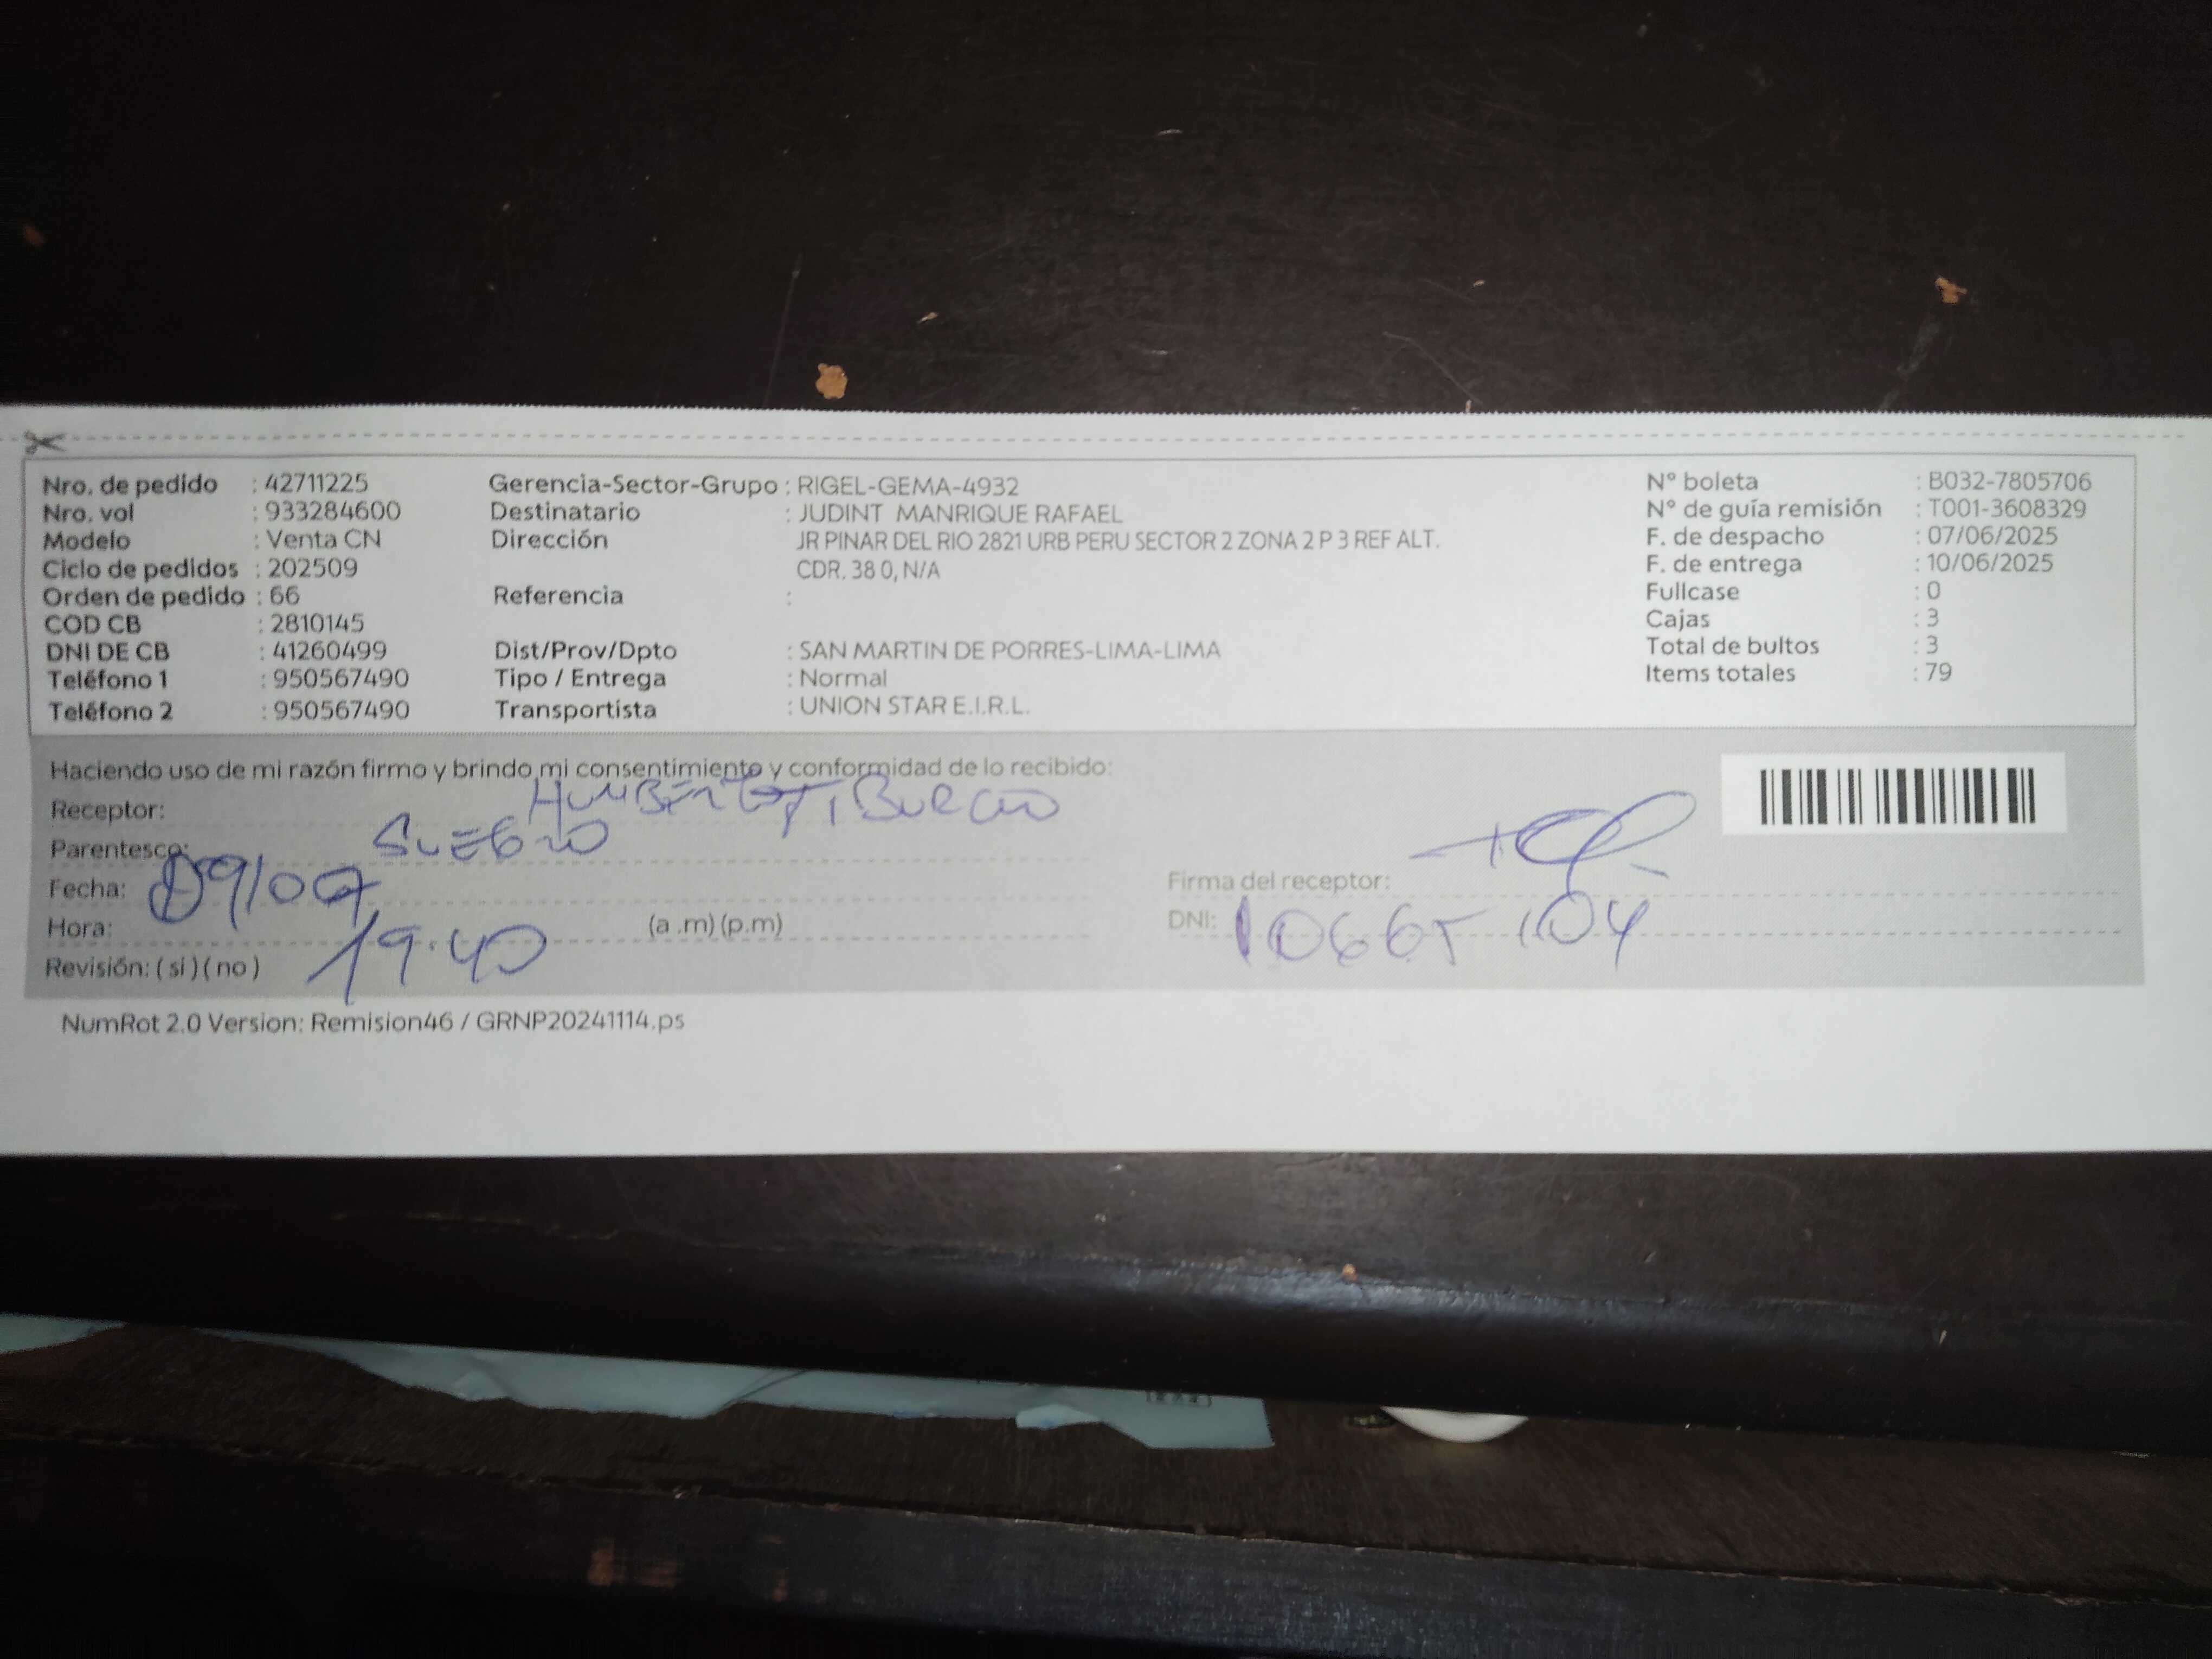 Nro. de pedido : 42711225 Gerencia-Sector-Grupo : RIGEL-GEMA-4932 N° boleta : B032-7805706
Nro. vol : 933284600 Destinatario : JUDINT MANRIQUE RAFAEL N° de guía remisión : T001-3608329
Modelo : Venta CN Dirección JR PINAR DEL RIO 2821 URB PERU SECTOR 2 ZONA 2 P 3 REF ALT. F. de despacho : 07/06/2025
Ciclo de pedidos : 202509 CDR. 38 0, N/A F. de entrega : 10/06/2025
Orden de pedido : 66 Referencia : Fullcase : 0
COD CB : 2810145 Cajas : 3
DNI DE CB : 41260499 Dist/Prov/Dpto : SAN MARTIN DE PORRES-LIMA-LIMA Total de bultos : 3
Teléfono 1 : 950567490 Tipo / Entrega : Normal Items totales : 79
Teléfono 2 : 950567490 Transportista : UNION STAR E.I.R.L.
Haciendo uso de mi razón firmo y brindo mi consentimiento y conformidad de lo recibido:
Receptor: HUMBERTO TIBURCIO
Parentesco: SUEGRO
Fecha: Firma del receptor:
Hora: 19.40 (a .m) (p.m) DNI:
Revisión: ( si ) ( no )
NumRot 2.0 Version: Remision46 / GRNP20241114.ps